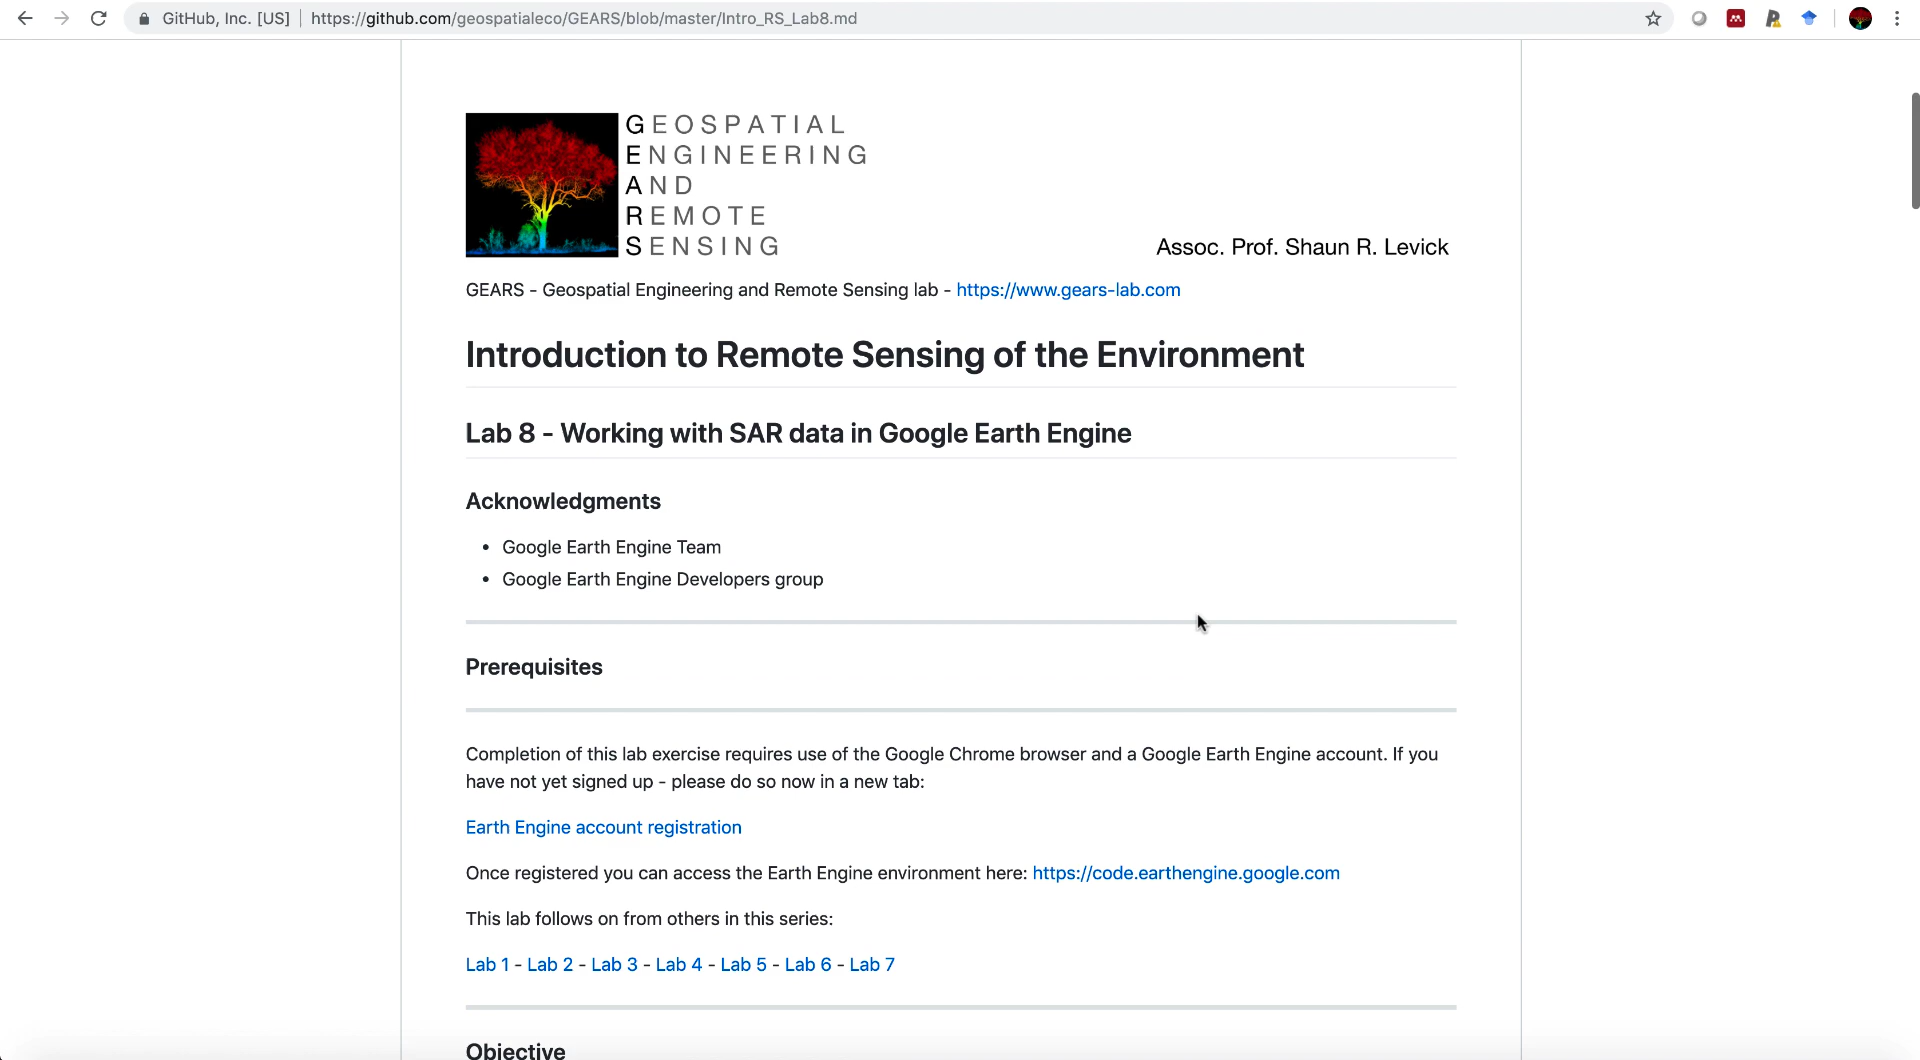 GitHub, Inc. [US] | https://github.com/geospatialeco/GEARS/blob/master/Intro_RS_Lab8.md
GEOSPATIAL
ENGINEERING
AND
REMOTE
SENSING
Assoc. Prof. Shaun R. Levick
GEARS - Geospatial Engineering and Remote Sensing lab - https://www.gears-lab.com
Introduction to Remote Sensing of the Environment
Lab 8 - Working with SAR data in Google Earth Engine
Acknowledgments
• Google Earth Engine Team
• Google Earth Engine Developers group
Prerequisites
Completion of this lab exercise requires use of the Google Chrome browser and a Google Earth Engine account. If you
have not yet signed up - please do so now in a new tab:
Earth Engine account registration
Once registered you can access the Earth Engine environment here: https://code.earthengine.google.com
This lab follows on from others in this series:
Lab 1 - Lab 2 - Lab 3 - Lab 4 - Lab 5 - Lab 6 - Lab 7
Objective